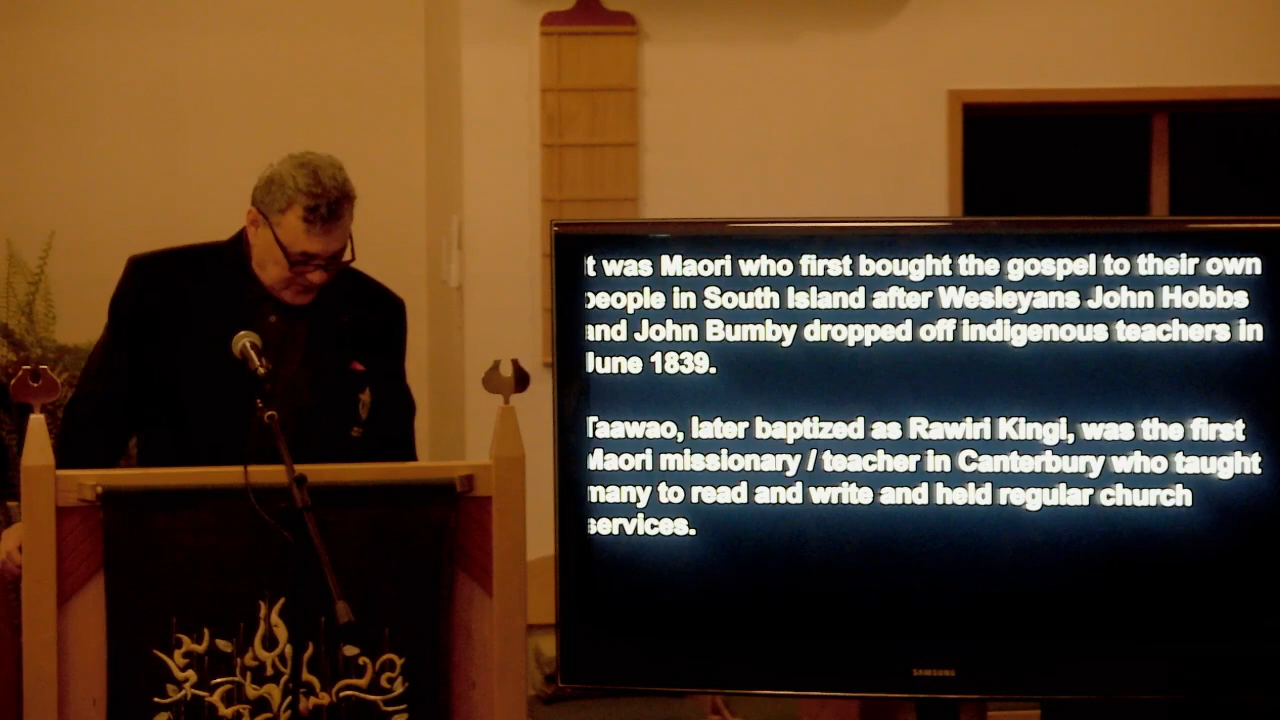 t was Maori who first bought the gospel to their own
people in South Island after Wesleyans John Hobbs
and John Bumby dropped off indigenous teachers in
June 1839.
Taawao, later baptized as Rawiri Kingi, was the first
Maori missionary / teacher in Canterbury who taught
many to read and write and held regular church
services.
SAMSUNG